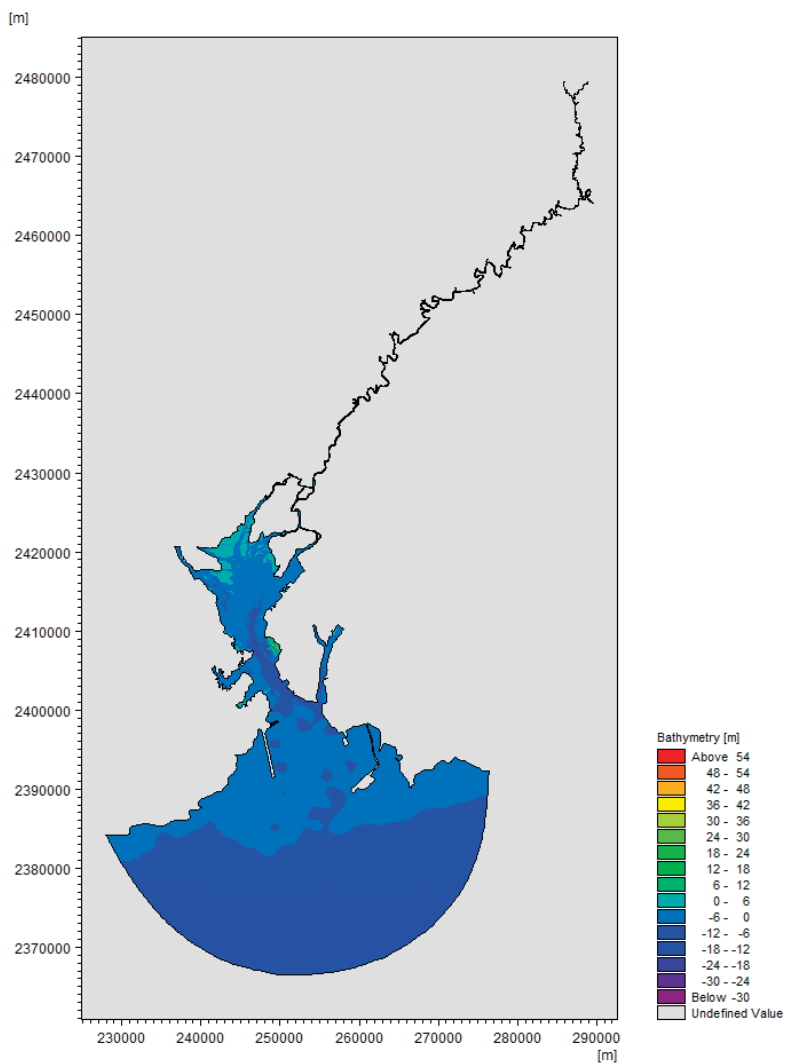 [m]
2480000
2470000
2460000
2450000
2440000
2430000
2420000
2410000
2400000
2390000
2380000
2370000
230000 240000 250000 260000 270000 280000 290000
[m]
Bathymetry [m]
Above 54
48 - 54
42 - 48
36 - 42
30 - 36
24 - 30
18 - 24
12 - 18
6 - 12
0 - 6
-6 - 0
-12 - -6
-18 - -12
-24 - -18
-30 - -24
Below -30
Undefined Value